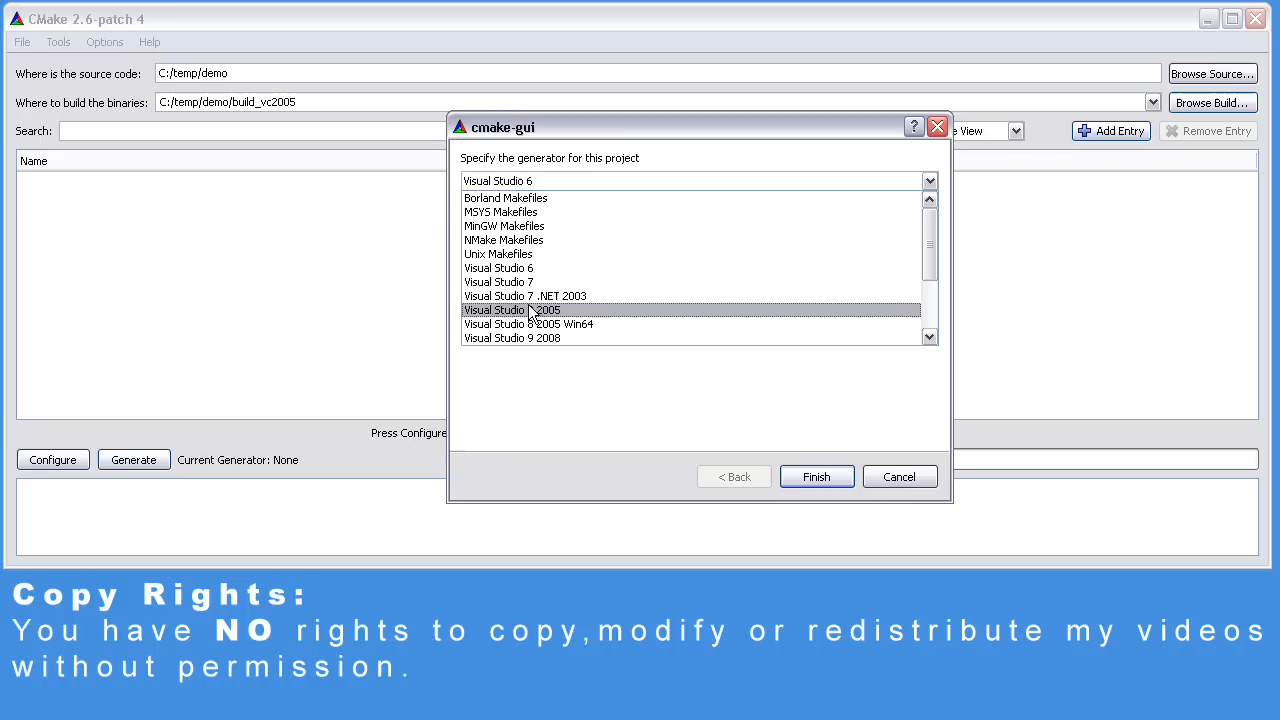 CMake 2.6-patch 4
File Tools Options Help
Where is the source code: C:/temp/demo Browse Source...
Where to build the binaries: C:/temp/demo/build_vc2005 Browse Build...
Search: View Add Entry Remove Entry
Name
cmake-gui
Specify the generator for this project
Visual Studio 6
Borland Makefiles
MSYS Makefiles
MinGW Makefiles
NMake Makefiles
Unix Makefiles
Visual Studio 6
Visual Studio 7
Visual Studio 7 .NET 2003
Visual Studio 2005
Visual Studio 8 2005 Win64
Visual Studio 9 2008
Press Configure
Configure Generate Current Generator: None
< Back Finish Cancel
Copy Rights:
You have NO rights to copy,modify or redistribute my videos
without permission.